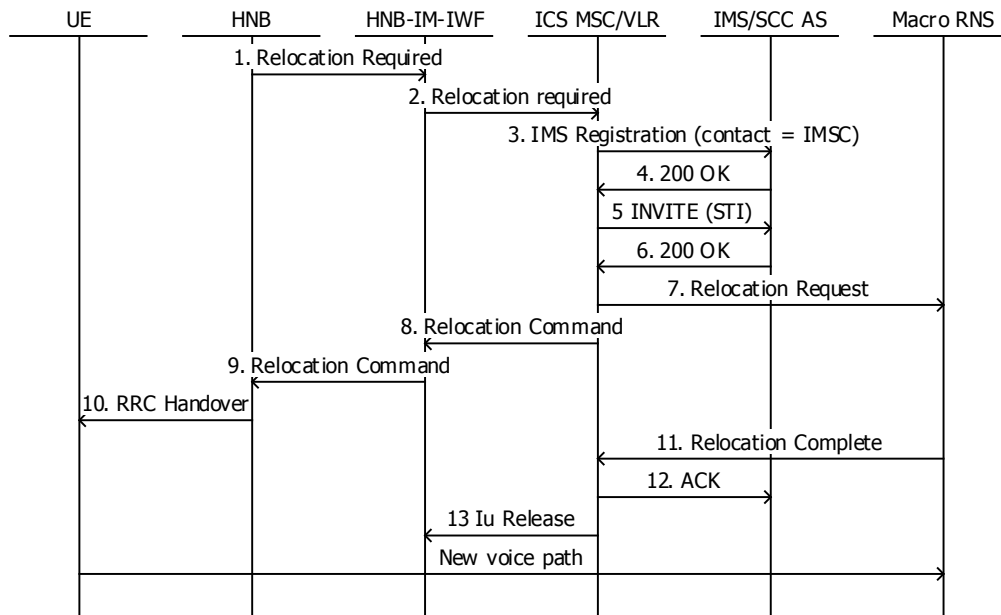 UE
HNB
HNB-IM-IWF
ICS MSC/VLR
IMS/SCC AS
Macro RNS
1. Relocation Required
2. Relocation required
3. IMS Registration (contact = IMSC)
4. 200 OK
5 INVITE (STI)
6. 200 OK
7. Relocation Request
8. Relocation Command
9. Relocation Command
10. RRC Handover
11. Relocation Complete
12. ACK
13 Iu Release
New voice path